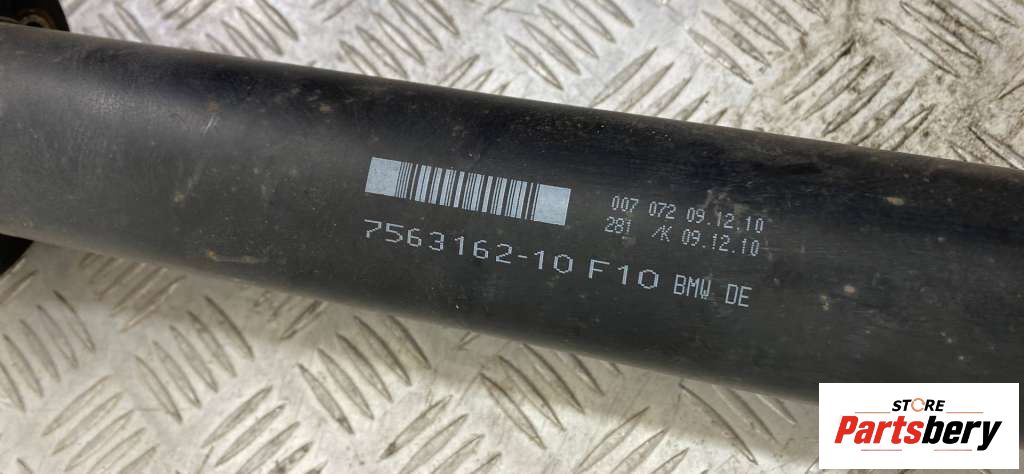 007 072 09.12.10
281 /K 09.12.10
7563162-10 F10 BMW DE
STORE
Partsbery